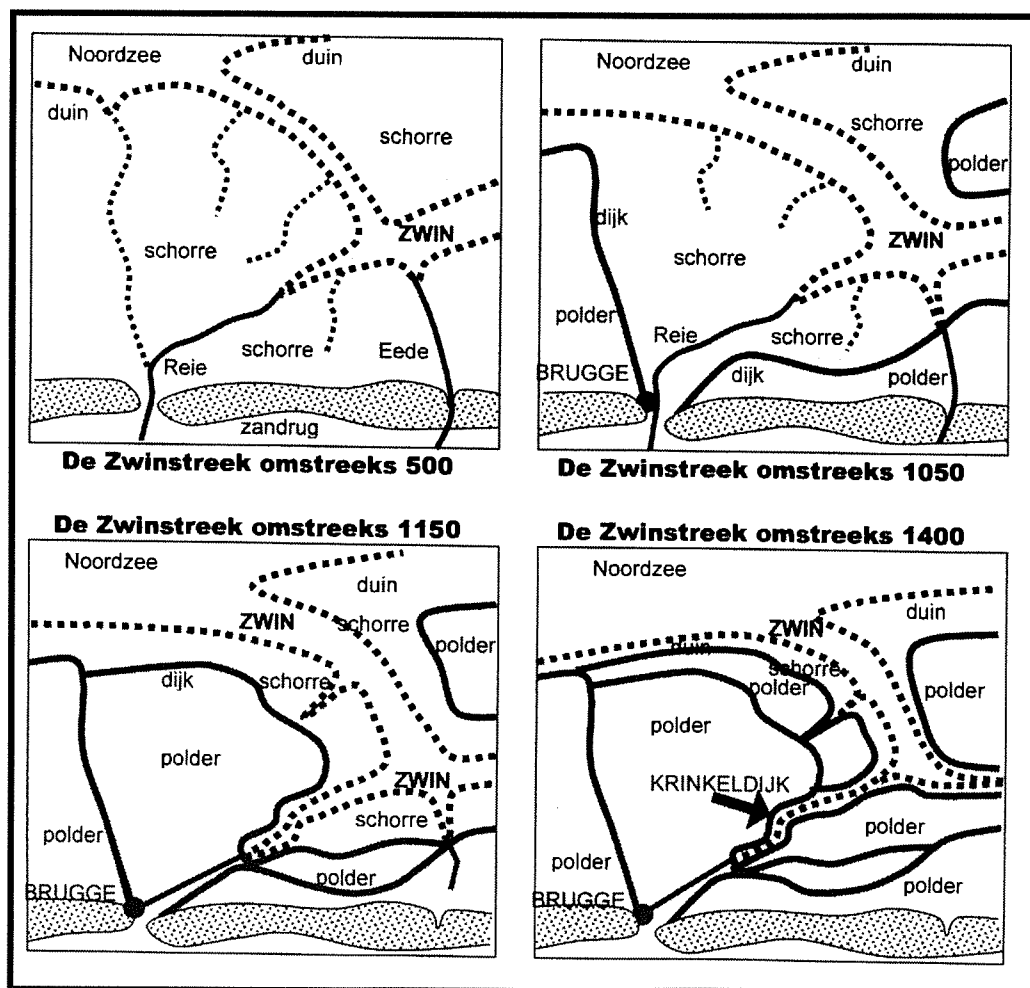 Noordzee
duin
duin
schorre
ZWIN
schorre
schorre
Reie
Eede
zandrug
De Zwinstreek omstreeks 500
Noordzee
duin
schorre
polder
dijk
ZWIN
schorre
polder
Reie
schorre
BRUGGE
dijk
polder
De Zwinstreek omstreeks 1050
De Zwinstreek omstreeks 1150
Noordzee
duin
ZWIN
schorre
polder
dijk
schorre
polder
ZWIN
schorre
polder
polder
BRUGGE
De Zwinstreek omstreeks 1400
Noordzee
duin
ZWIN
duin
schorre
polder
polder
polder
KRINKELDIJK
polder
polder
BRUGGE
polder